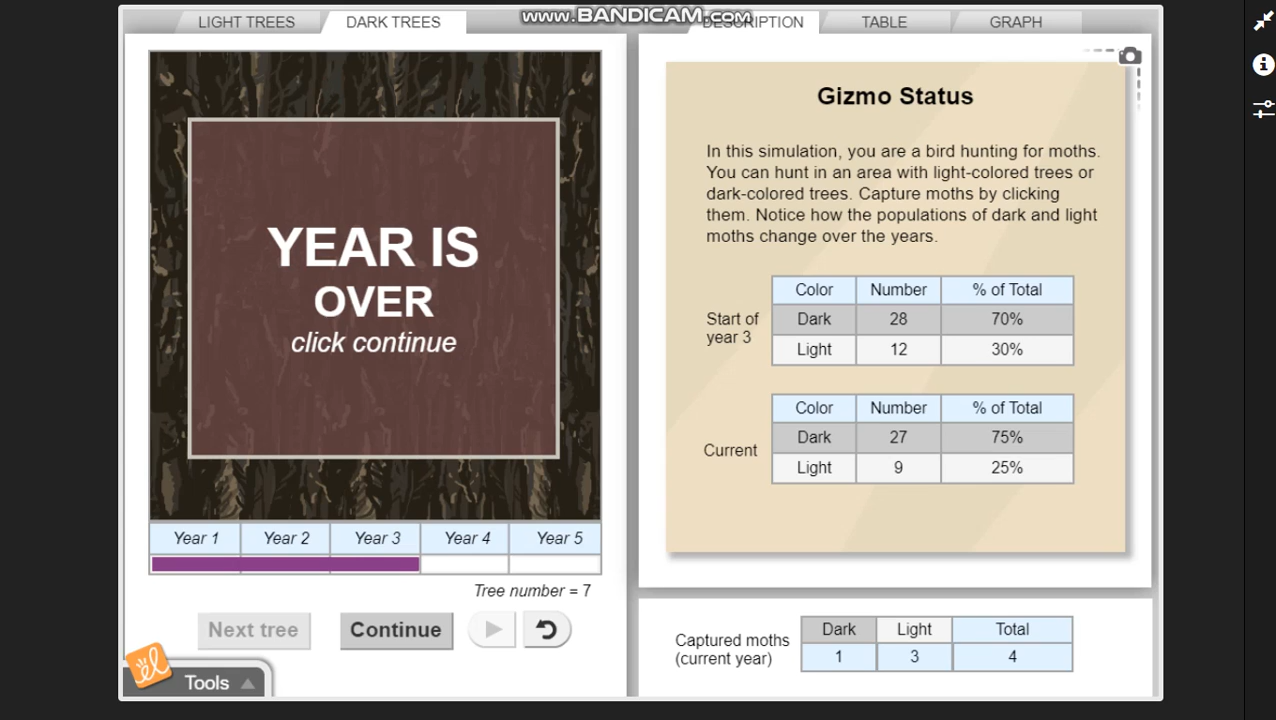 www.BANDICAM.com
LIGHT TREES
DARK TREES
DESCRIPTION
TABLE
GRAPH
YEAR IS
OVER
click continue
Year 1 Year 2 Year 3 Year 4 Year 5
Tree number = 7
Next tree
Continue
Tools
Gizmo Status
In this simulation, you are a bird hunting for moths.
You can hunt in an area with light-colored trees or
dark-colored trees. Capture moths by clicking
them. Notice how the populations of dark and light
moths change over the years.
Start of
year 3
Color Number % of Total
Dark 28 70%
Light 12 30%
Current
Color Number % of Total
Dark 27 75%
Light 9 25%
Captured moths
(current year)
Dark Light Total
1 3 4